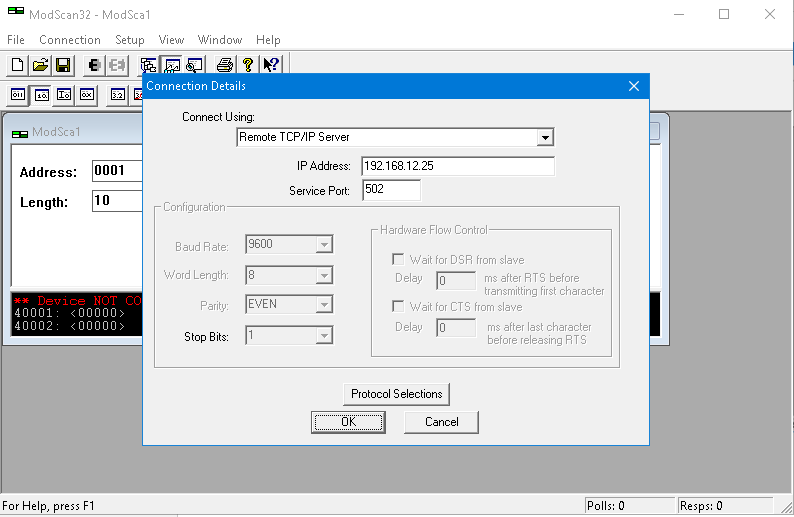 ModScan32 - ModSca1
File Connection Setup View Window Help
Connection Details
ModSca1
Connect Using:
Remote TCP/IP Server
IP Address: 192.168.12.25
Service Port: 502
Address: 0001
Length: 10
Configuration
Baud Rate: 9600
Word Length: 8
Parity: EVEN
Stop Bits: 1
Hardware Flow Control
Wait for DSR from slave
Delay 0 ms after RTS before
transmitting first character
Wait for CTS from slave
Delay 0 ms after last character
before releasing RTS
** Device NOT CO
40001: <00000>
40002: <00000>
Protocol Selections
OK Cancel
For Help, press F1
Polls: 0 Resps: 0